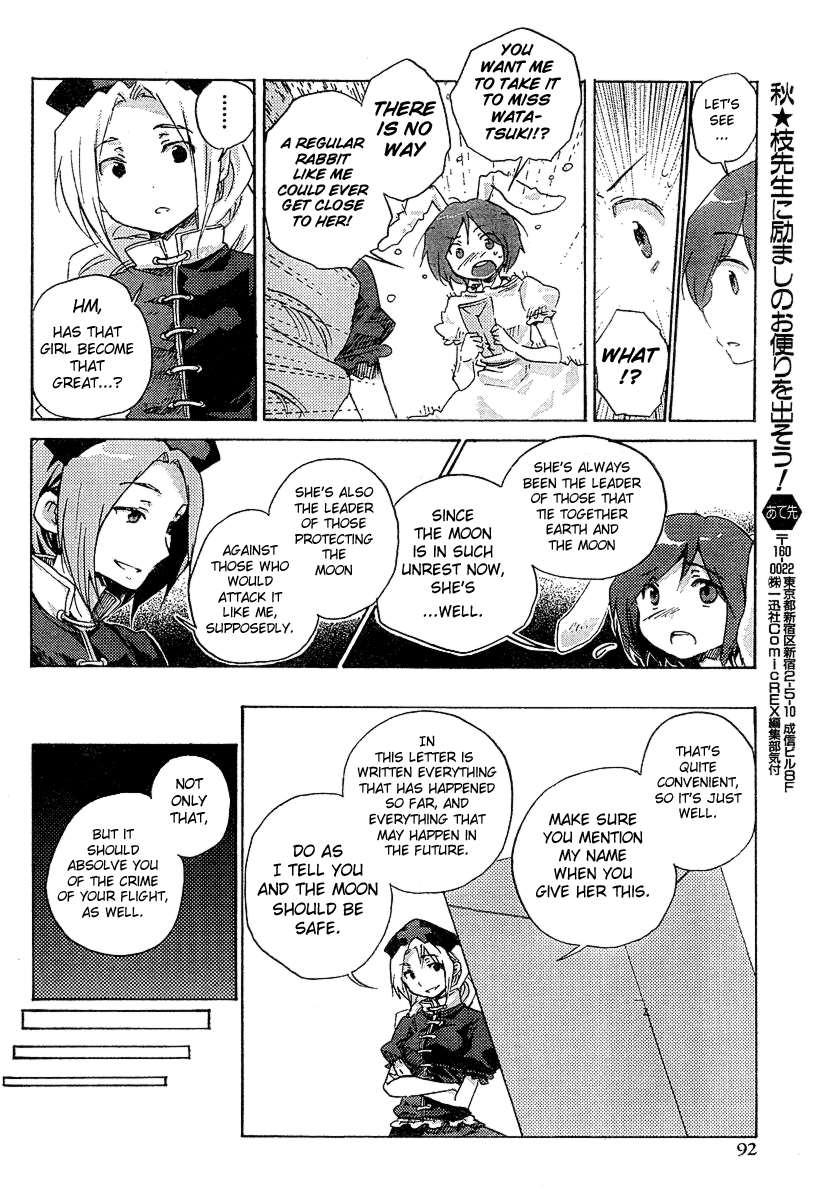 LET'S
SEE
...
WHAT
!?
YOU
WANT ME
TO TAKE IT
TO MISS
WATA-
TSUKI!?
THERE
IS NO
WAY
A REGULAR
RABBIT
LIKE ME
COULD EVER
GET CLOSE
TO HER!
......
HM,
HAS THAT
GIRL BECOME
THAT
GREAT...?
SHE'S ALWAYS
BEEN THE LEADER
OF THOSE THAT
TIE TOGETHER
EARTH AND
THE MOON
SINCE
THE MOON
IS IN SUCH
UNREST NOW,
SHE'S
...WELL.
SHE'S ALSO
THE LEADER
OF THOSE
PROTECTING
THE
MOON
AGAINST
THOSE WHO
WOULD
ATTACK IT
LIKE ME,
SUPPOSEDLY.
THAT'S
QUITE
CONVENIENT,
SO IT'S JUST
WELL.
MAKE SURE
YOU MENTION
MY NAME
WHEN YOU
GIVE HER THIS.
IN
THIS LETTER IS
WRITTEN EVERYTHING
THAT HAS HAPPENED
SO FAR, AND
EVERYTHING THAT
MAY HAPPEN IN
THE FUTURE.
DO AS
I TELL YOU
AND THE MOON
SHOULD BE
SAFE.
NOT
ONLY
THAT,
BUT IT
SHOULD
ABSOLVE YOU
OF THE CRIME
OF YOUR FLIGHT,
AS WELL.
秋★枝先生に励ましのお便りを出そう！
あて先
〒160-0022 東京都新宿区新宿2-5-10 成信ビル8F
㈱一迅社ComicREX編集部気付
92